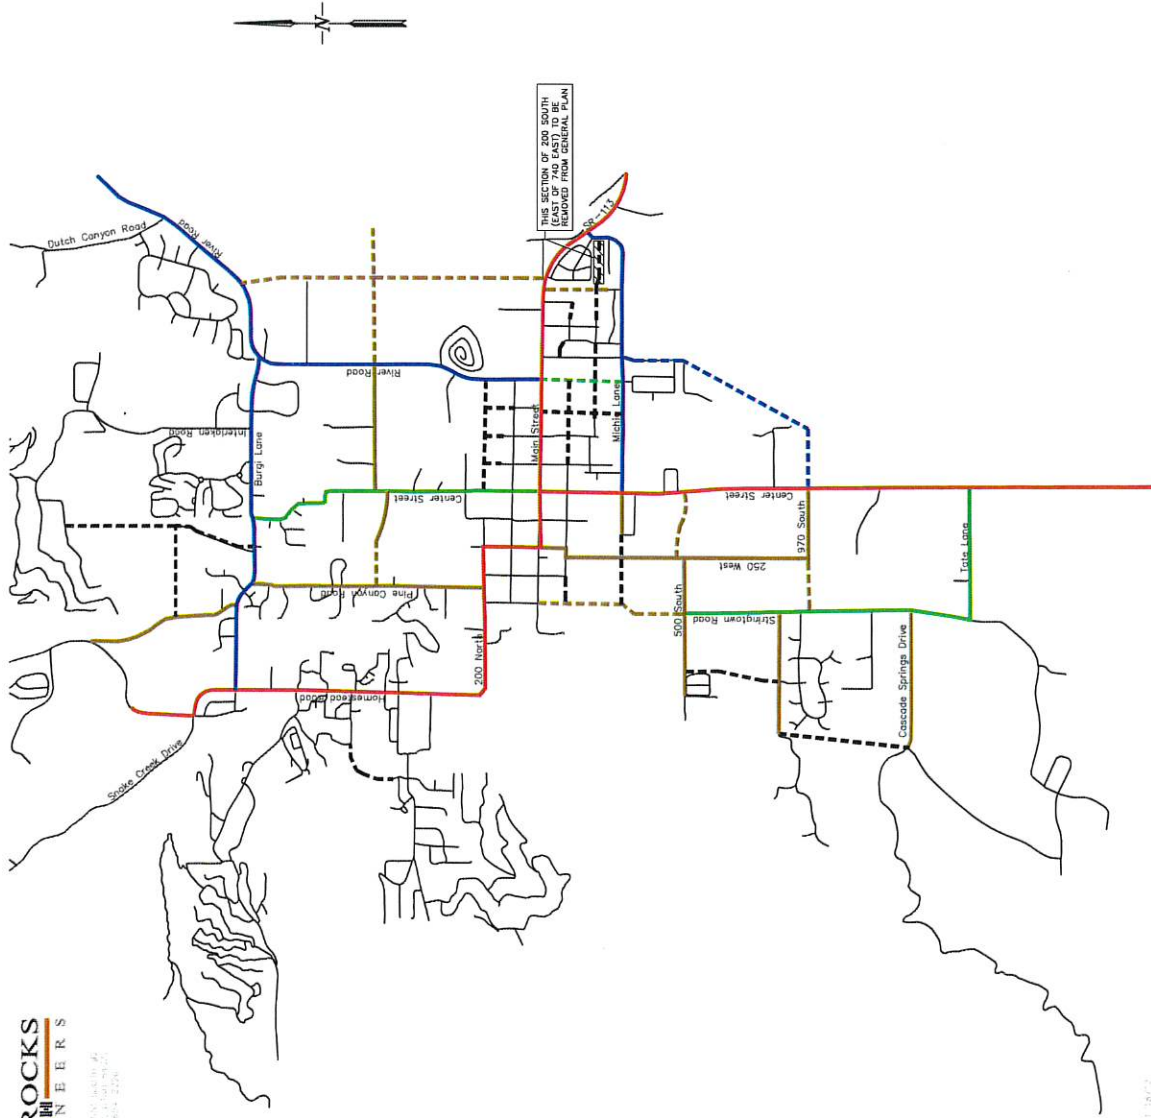 N
Dutch Canyon Road
River Road
THIS SECTION OF 200 SOUTH
(EAST OF 740 EAST) TO BE
REMOVED FROM GENERAL PLAN
SR-113
River Road
Interlaken Road
Burgi Lane
Main Street
Michie Lane
Center Street
Center Street
970 South
Tate Lane
Pine Canyon Road
250 West
500 South
Stringtown Road
200 North
Homestead Road
Cascade Springs Drive
Snake Creek Drive
ROCKS
NEERS